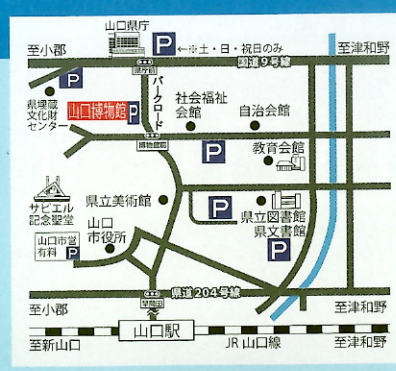 山口県庁
P ←※土・日・祝日のみ
至小郡
至津和野
県庁前
国道9号線
P
パークロード
県埋蔵
文化財
センター
山口博物館
P
社会福祉
会館
自治会館
博物館前
P
教育会館
サビエル
記念聖堂
県立美術館
P
県立図書館
県文書館
山口
市役所
山口市営
有料
P
P
県道204号線
早間田
至小郡
至津和野
山口駅
至新山口
JR山口線
至津和野